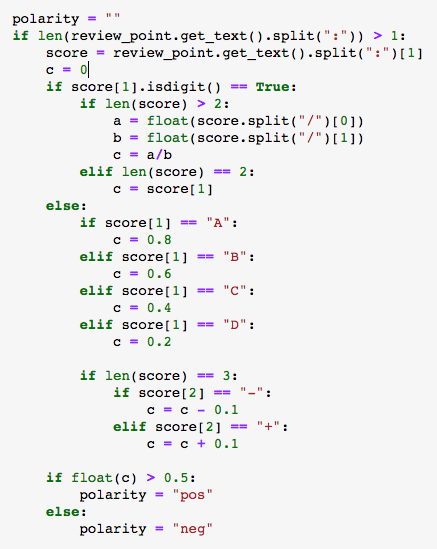 polarity = ""
if len(review_point.get_text().split(":")) > 1:
    score = review_point.get_text().split(":")[1]
    c = 0
    if score[1].isdigit() == True:
        if len(score) > 2:
            a = float(score.split("/")[0])
            b = float(score.split("/")[1])
            c = a/b
        elif len(score) == 2:
            c = score[1]
    else:
        if score[1] == "A":
            c = 0.8
        elif score[1] == "B":
            c = 0.6
        elif score[1] == "C":
            c = 0.4
        elif score[1] == "D":
            c = 0.2

        if len(score) == 3:
            if score[2] == "-":
                c = c - 0.1
            elif score[2] == "+":
                c = c + 0.1

    if float(c) > 0.5:
        polarity = "pos"
    else:
        polarity = "neg"